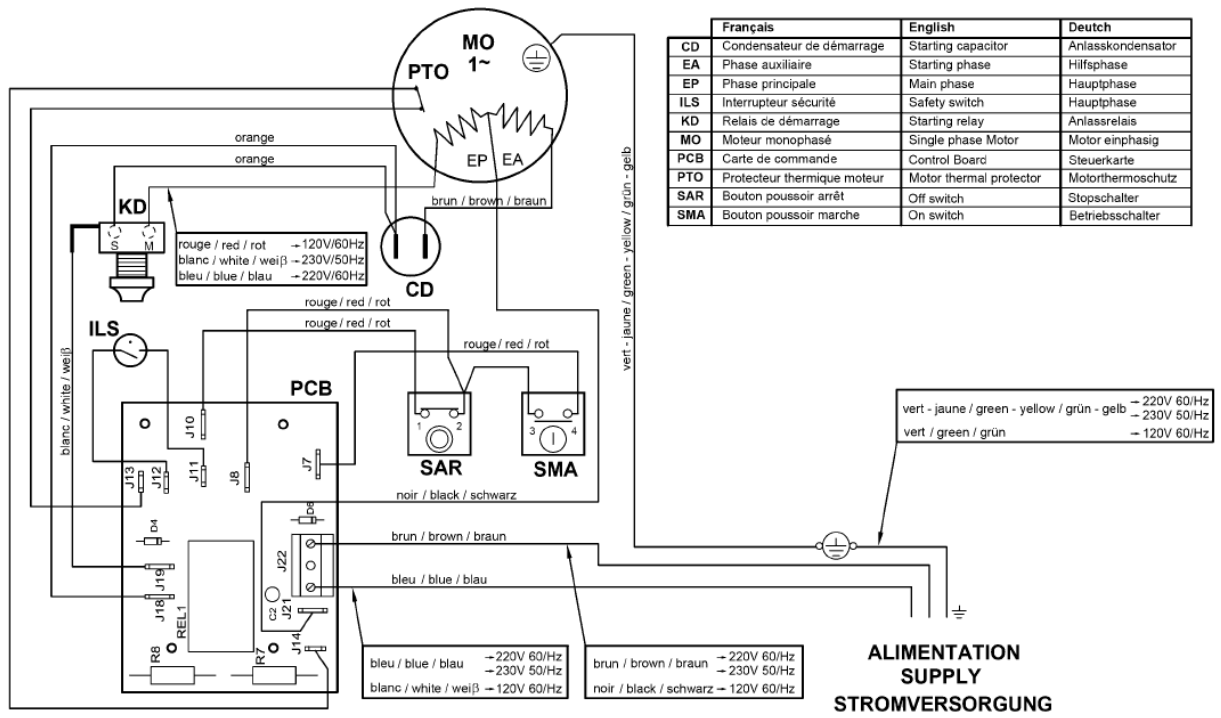 MO
1~
PTO
EP EA
Français English Deutch
CD Condensateur de démarrage Starting capacitor Anlasskondensator
EA Phase auxiliaire Starting phase Hilfsphase
EP Phase principale Main phase Hauptphase
ILS Interrupteur sécurité Safety switch Hauptphase
KD Relais de démarrage Starting relay Anlassrelais
MO Moteur monophasé Single phase Motor Motor einphasig
PCB Carte de commande Control Board Steuerkarte
PTO Protecteur thermique moteur Motor thermal protector Motorthermoschutz
SAR Bouton poussoir arrêt Off switch Stopschalter
SMA Bouton poussoir marche On switch Betriebsschalter
orange
orange
brun / brown / braun
vert - jaune / green - yellow / grün - gelb
KD
S M
rouge / red / rot → 120V/60Hz
blanc / white / weiβ → 230V/50Hz
bleu / blue / blau → 220V/60Hz
CD
rouge / red / rot
rouge / red / rot
rouge / red / rot
ILS
blanc / white / weiβ
PCB
1 2
SAR
3 4
SMA
J10
J13
J12
J11
J8
J7
noir / black / schwarz
D4
D6
brun / brown / braun
bleu / blue / blau
J22
J19
J18
REL1
C2
J21
J14
R8
R7
vert - jaune / green - yellow / grün - gelb → 220V 60/Hz
→ 230V 50/Hz
vert / green / grün → 120V 60/Hz
bleu / blue / blau → 220V 60/Hz
→ 230V 50/Hz
blanc / white / weiβ → 120V 60/Hz
brun / brown / braun → 220V 60/Hz
→ 230V 50/Hz
noir / black / schwarz → 120V 60/Hz
ALIMENTATION
SUPPLY
STROMVERSORGUNG